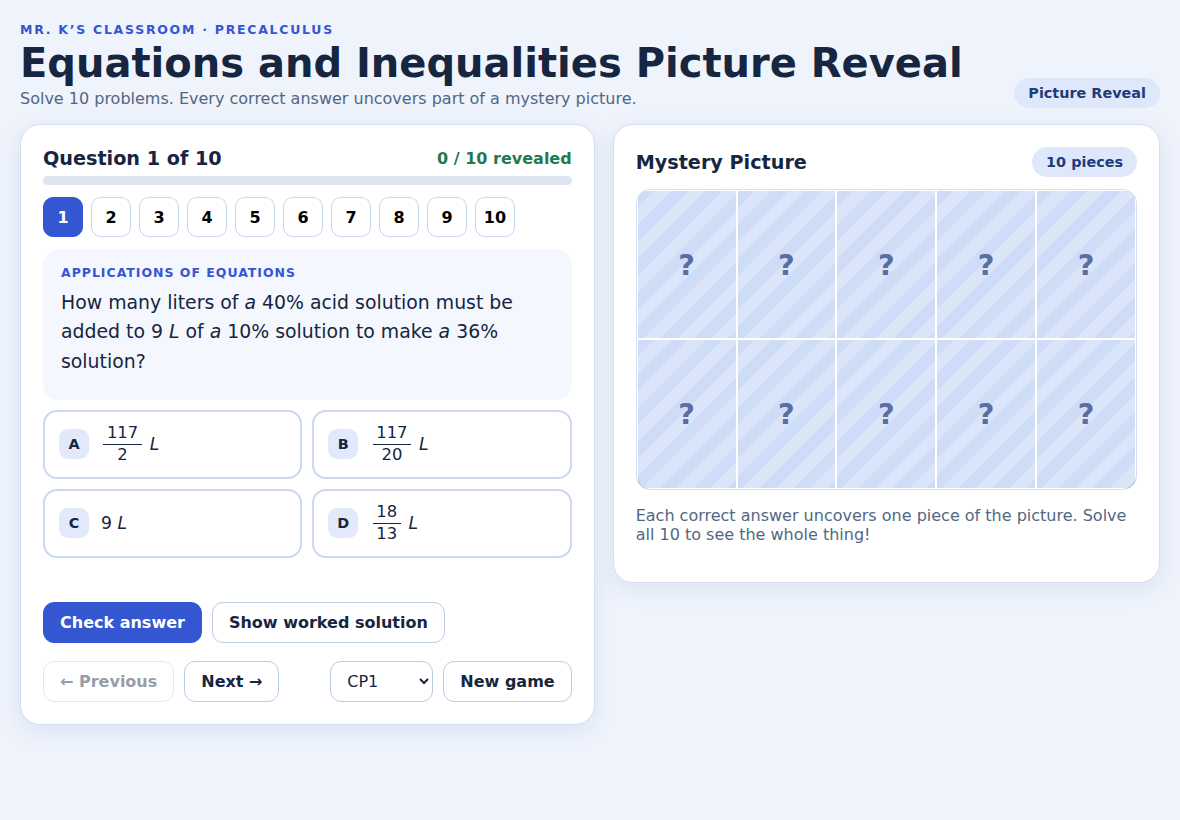 MR. K’S CLASSROOM · PRECALCULUS
Equations and Inequalities Picture Reveal
Solve 10 problems. Every correct answer uncovers part of a mystery picture.
Picture Reveal
Question 1 of 10
0 / 10 revealed
1 2 3 4 5 6 7 8 9 10
APPLICATIONS OF EQUATIONS
How many liters of a 40% acid solution must be
added to 9 L of a 10% solution to make a 36%
solution?
A 117/2 L
B 117/20 L
C 9 L
D 18/13 L
Check answer
Show worked solution
← Previous
Next →
CP1
New game
Mystery Picture
10 pieces
? ? ? ? ?
? ? ? ? ?
Each correct answer uncovers one piece of the picture. Solve
all 10 to see the whole thing!